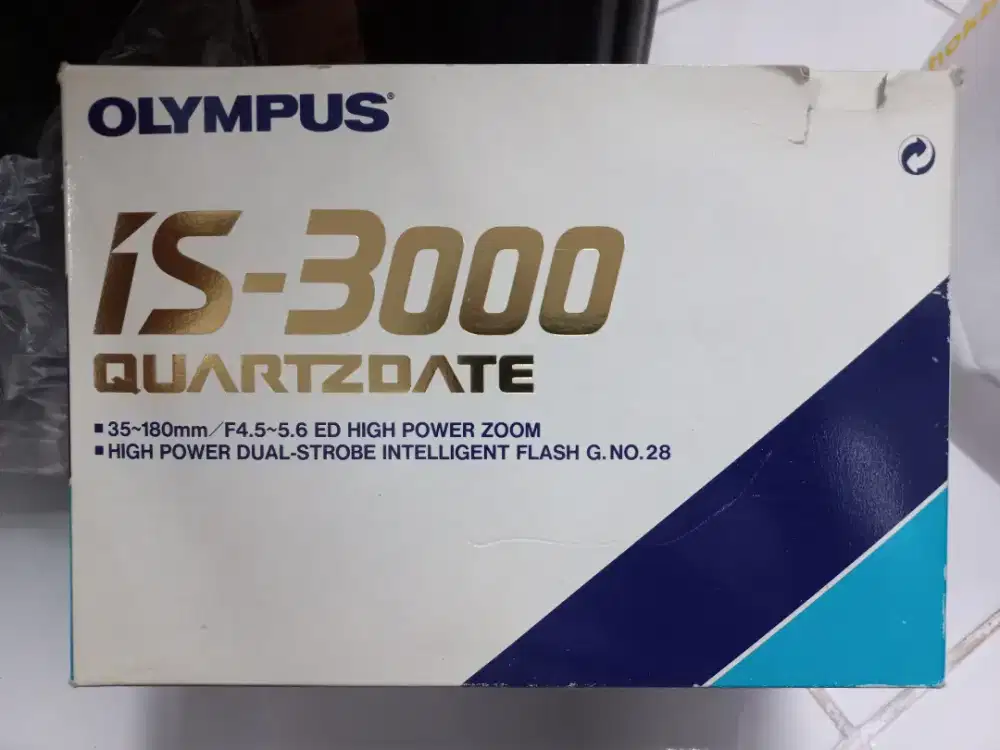 OLYMPUS®
iS-3000
QUARTZDATE
■ 35~180mm/F4.5~5.6 ED HIGH POWER ZOOM
■ HIGH POWER DUAL-STROBE INTELLIGENT FLASH G.NO.28